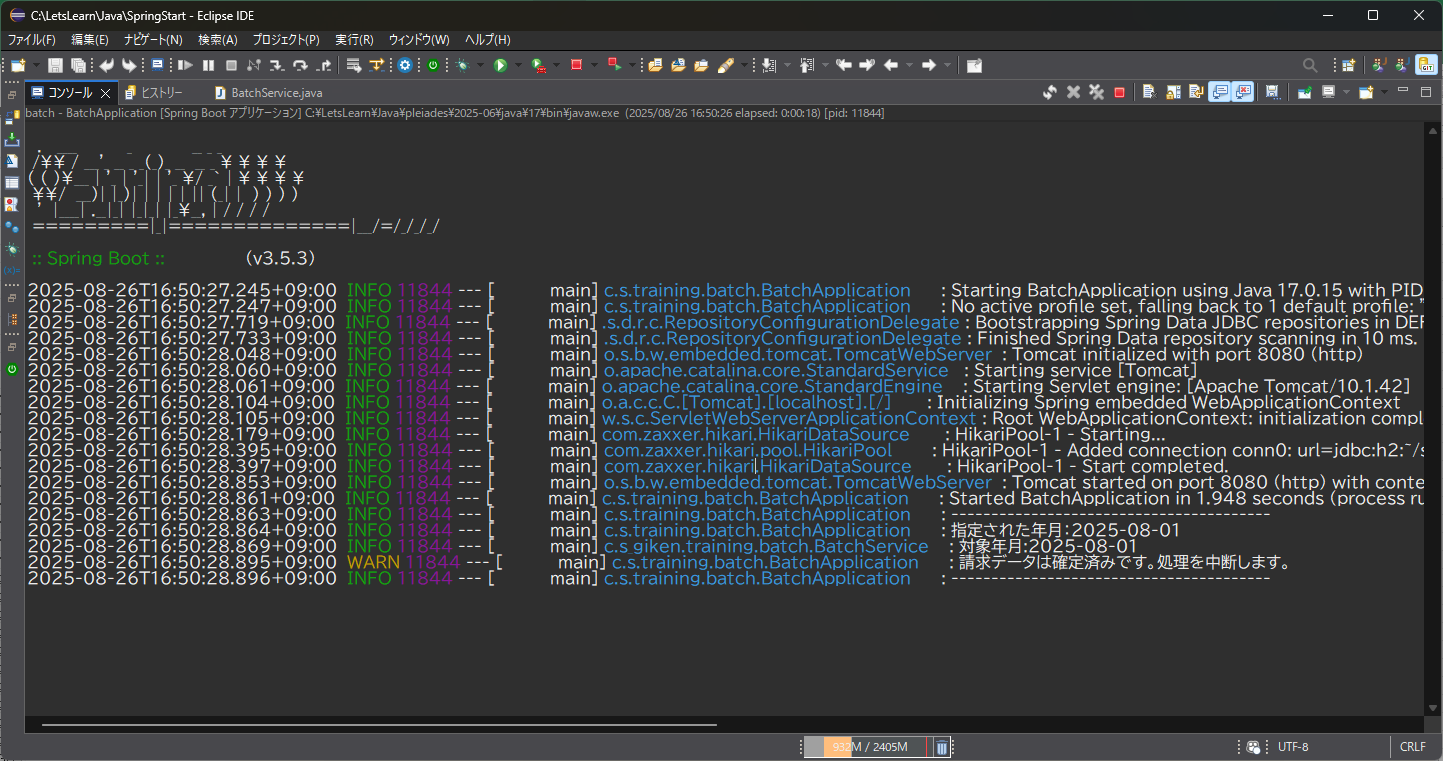 C:\LetsLearn\Java\SpringStart - Eclipse IDE
ファイル(F) 編集(E) ナビゲート(N) 検索(A) プロジェクト(P) 実行(R) ウィンドウ(W) ヘルプ(H)
コンソール ヒストリー BatchService.java
batch - BatchApplication [Spring Boot アプリケーション] C:¥LetsLearn¥Java¥pleiades¥2025-06¥java¥17¥bin¥javaw.exe (2025/08/26 16:50:26 elapsed: 0:00:18) [pid: 11844]
:: Spring Boot :: (v3.5.3)
2025-08-26T16:50:27.245+09:00 INFO 11844 --- [ main] c.s.training.batch.BatchApplication : Starting BatchApplication using Java 17.0.15 with PID
2025-08-26T16:50:27.247+09:00 INFO 11844 --- [ main] c.s.training.batch.BatchApplication : No active profile set, falling back to 1 default profile: "
2025-08-26T16:50:27.719+09:00 INFO 11844 --- [ main] .s.d.r.c.RepositoryConfigurationDelegate : Bootstrapping Spring Data JDBC repositories in DEF
2025-08-26T16:50:27.733+09:00 INFO 11844 --- [ main] .s.d.r.c.RepositoryConfigurationDelegate : Finished Spring Data repository scanning in 10 ms.
2025-08-26T16:50:28.048+09:00 INFO 11844 --- [ main] o.s.b.w.embedded.tomcat.TomcatWebServer : Tomcat initialized with port 8080 (http)
2025-08-26T16:50:28.060+09:00 INFO 11844 --- [ main] o.apache.catalina.core.StandardService : Starting service [Tomcat]
2025-08-26T16:50:28.061+09:00 INFO 11844 --- [ main] o.apache.catalina.core.StandardEngine : Starting Servlet engine: [Apache Tomcat/10.1.42]
2025-08-26T16:50:28.104+09:00 INFO 11844 --- [ main] o.a.c.c.C.[Tomcat].[localhost].[/] : Initializing Spring embedded WebApplicationContext
2025-08-26T16:50:28.105+09:00 INFO 11844 --- [ main] w.s.c.ServletWebServerApplicationContext : Root WebApplicationContext: initialization compl
2025-08-26T16:50:28.179+09:00 INFO 11844 --- [ main] com.zaxxer.hikari.HikariDataSource : HikariPool-1 - Starting...
2025-08-26T16:50:28.395+09:00 INFO 11844 --- [ main] com.zaxxer.hikari.pool.HikariPool : HikariPool-1 - Added connection conn0: url=jdbc:h2:~/s
2025-08-26T16:50:28.397+09:00 INFO 11844 --- [ main] com.zaxxer.hikari.HikariDataSource : HikariPool-1 - Start completed.
2025-08-26T16:50:28.853+09:00 INFO 11844 --- [ main] o.s.b.w.embedded.tomcat.TomcatWebServer : Tomcat started on port 8080 (http) with conte
2025-08-26T16:50:28.861+09:00 INFO 11844 --- [ main] c.s.training.batch.BatchApplication : Started BatchApplication in 1.948 seconds (process ru
2025-08-26T16:50:28.863+09:00 INFO 11844 --- [ main] c.s.training.batch.BatchApplication : ----------------------------------------
2025-08-26T16:50:28.864+09:00 INFO 11844 --- [ main] c.s.training.batch.BatchApplication : 指定された年月：2025-08-01
2025-08-26T16:50:28.869+09:00 INFO 11844 --- [ main] c.s giken.training.batch.BatchService : 対象年月：2025-08-01
2025-08-26T16:50:28.895+09:00 WARN 11844 --- [ main] c.s.training.batch.BatchApplication : 請求データは確定済みです。処理を中断します。
2025-08-26T16:50:28.896+09:00 INFO 11844 --- [ main] c.s.training.batch.BatchApplication : ----------------------------------------
932M / 2405M UTF-8 CRLF